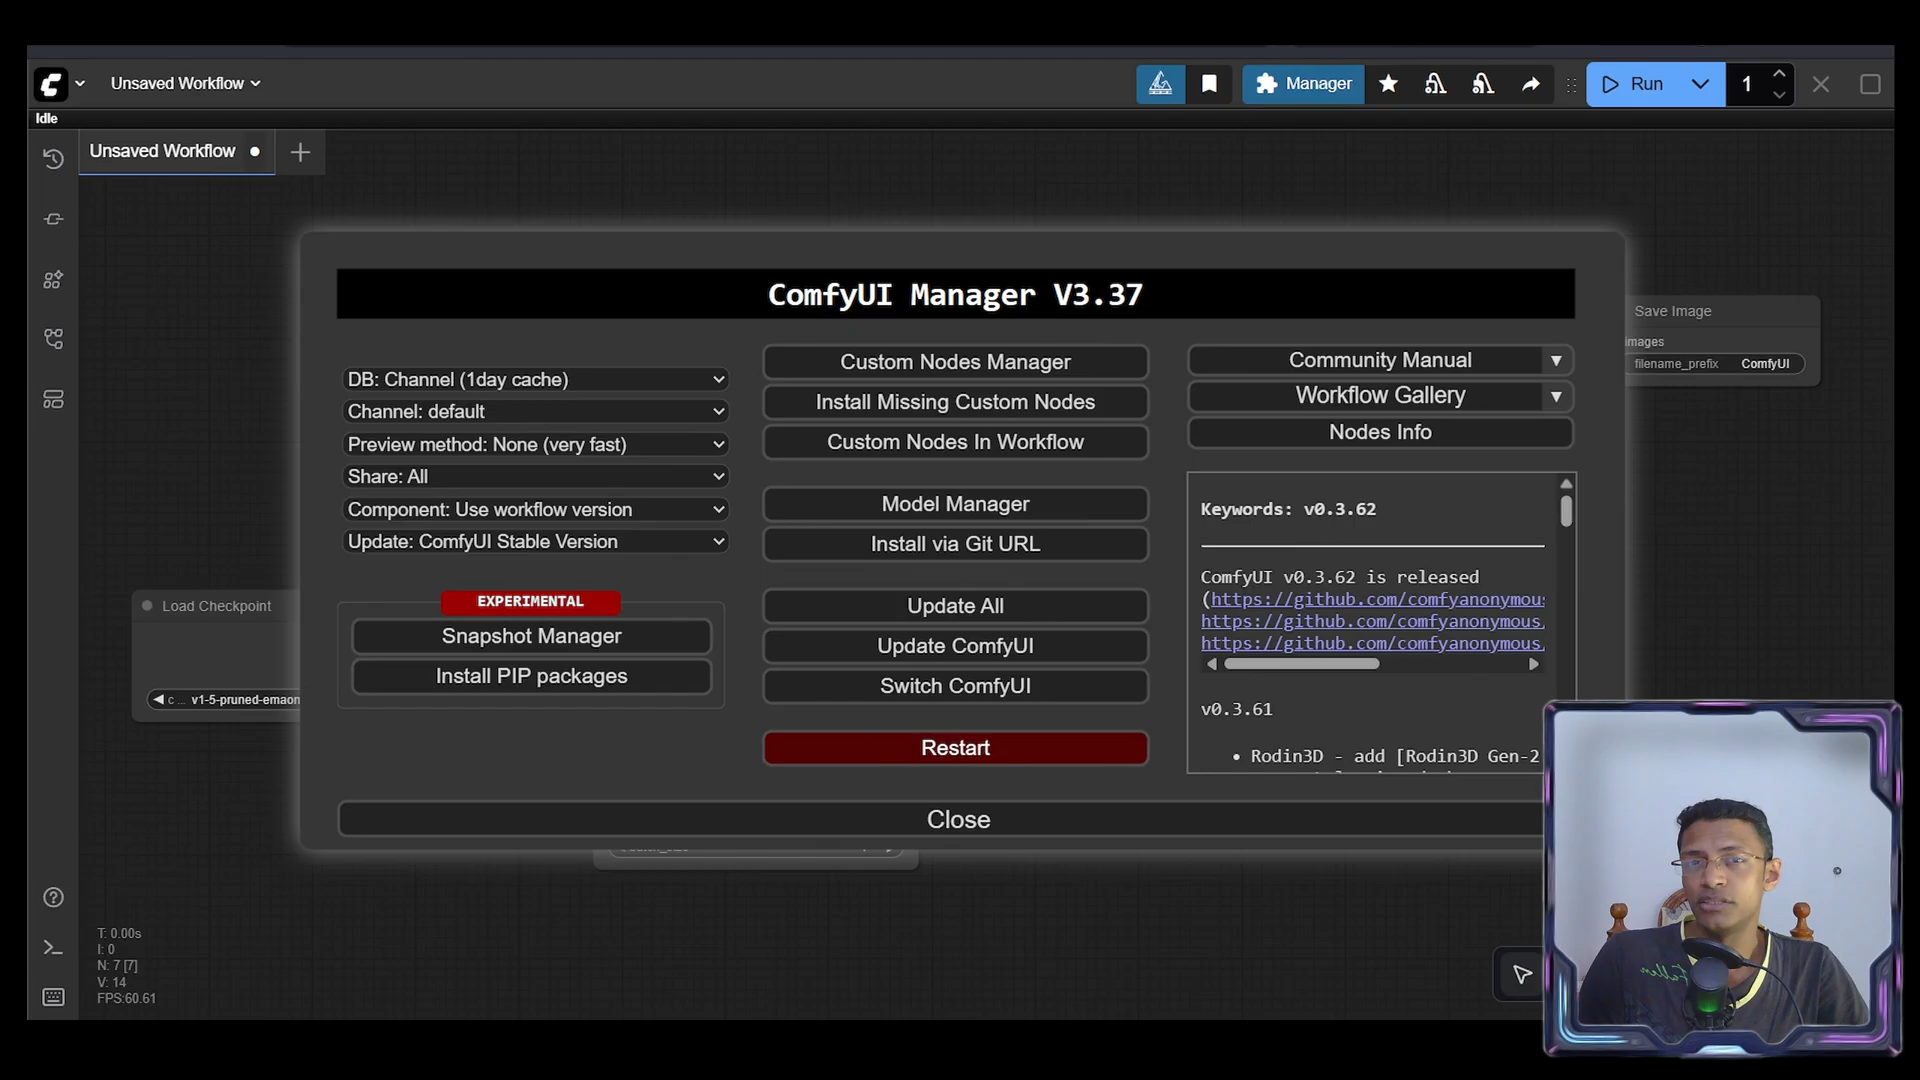 Unsaved Workflow
Manager
Run
1
Idle
Unsaved Workflow
ComfyUI Manager V3.37
DB: Channel (1day cache)
Channel: default
Preview method: None (very fast)
Share: All
Component: Use workflow version
Update: ComfyUI Stable Version
EXPERIMENTAL
Snapshot Manager
Install PIP packages
Custom Nodes Manager
Install Missing Custom Nodes
Custom Nodes In Workflow
Model Manager
Install via Git URL
Update All
Update ComfyUI
Switch ComfyUI
Restart
Community Manual
Workflow Gallery
Nodes Info
Keywords: v0.3.62
ComfyUI v0.3.62 is released
(https://github.com/comfyanonymous
https://github.com/comfyanonymous.
https://github.com/comfyanonymous.
v0.3.61
• Rodin3D - add [Rodin3D Gen-2
Close
Save Image
images
filename_prefix ComfyUI
Load Checkpoint
c ... v1-5-pruned-emaon
T: 0.00s
I: 0
N: 7 [7]
V: 14
FPS:60.61